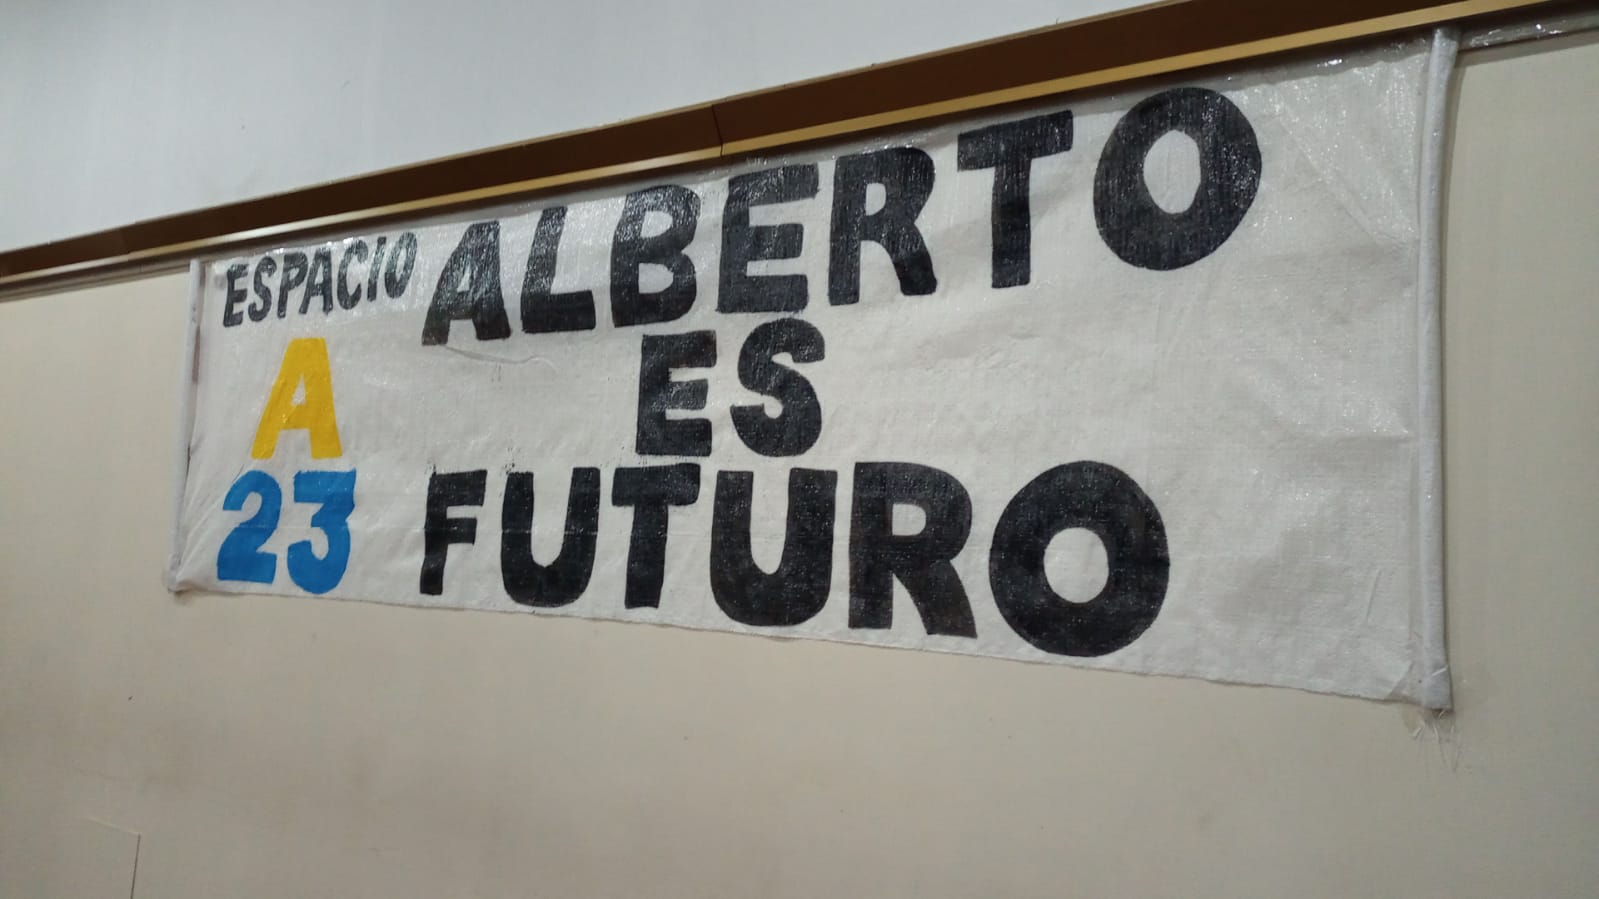 ESPACIO
A
23
ALBERTO
ES
FUTURO